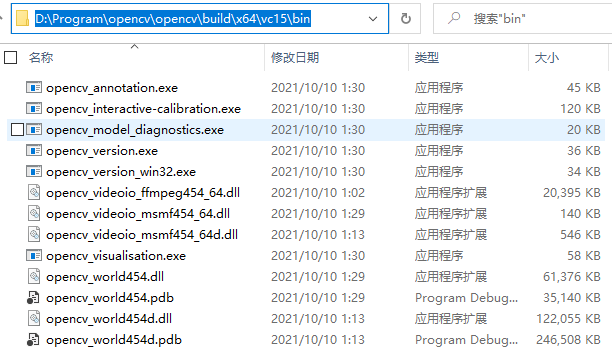 D:\Program\opencv\opencv\build\x64\vc15\bin 搜索"bin"
名称 修改日期 类型 大小
opencv_annotation.exe 2021/10/10 1:30 应用程序 45 KB
opencv_interactive-calibration.exe 2021/10/10 1:30 应用程序 120 KB
opencv_model_diagnostics.exe 2021/10/10 1:30 应用程序 20 KB
opencv_version.exe 2021/10/10 1:30 应用程序 36 KB
opencv_version_win32.exe 2021/10/10 1:30 应用程序 34 KB
opencv_videoio_ffmpeg454_64.dll 2021/10/10 1:02 应用程序扩展 20,395 KB
opencv_videoio_msmf454_64.dll 2021/10/10 1:29 应用程序扩展 140 KB
opencv_videoio_msmf454_64d.dll 2021/10/10 1:13 应用程序扩展 546 KB
opencv_visualisation.exe 2021/10/10 1:30 应用程序 58 KB
opencv_world454.dll 2021/10/10 1:29 应用程序扩展 61,376 KB
opencv_world454.pdb 2021/10/10 1:29 Program Debug... 35,140 KB
opencv_world454d.dll 2021/10/10 1:13 应用程序扩展 122,055 KB
opencv_world454d.pdb 2021/10/10 1:13 Program Debug... 246,508 KB